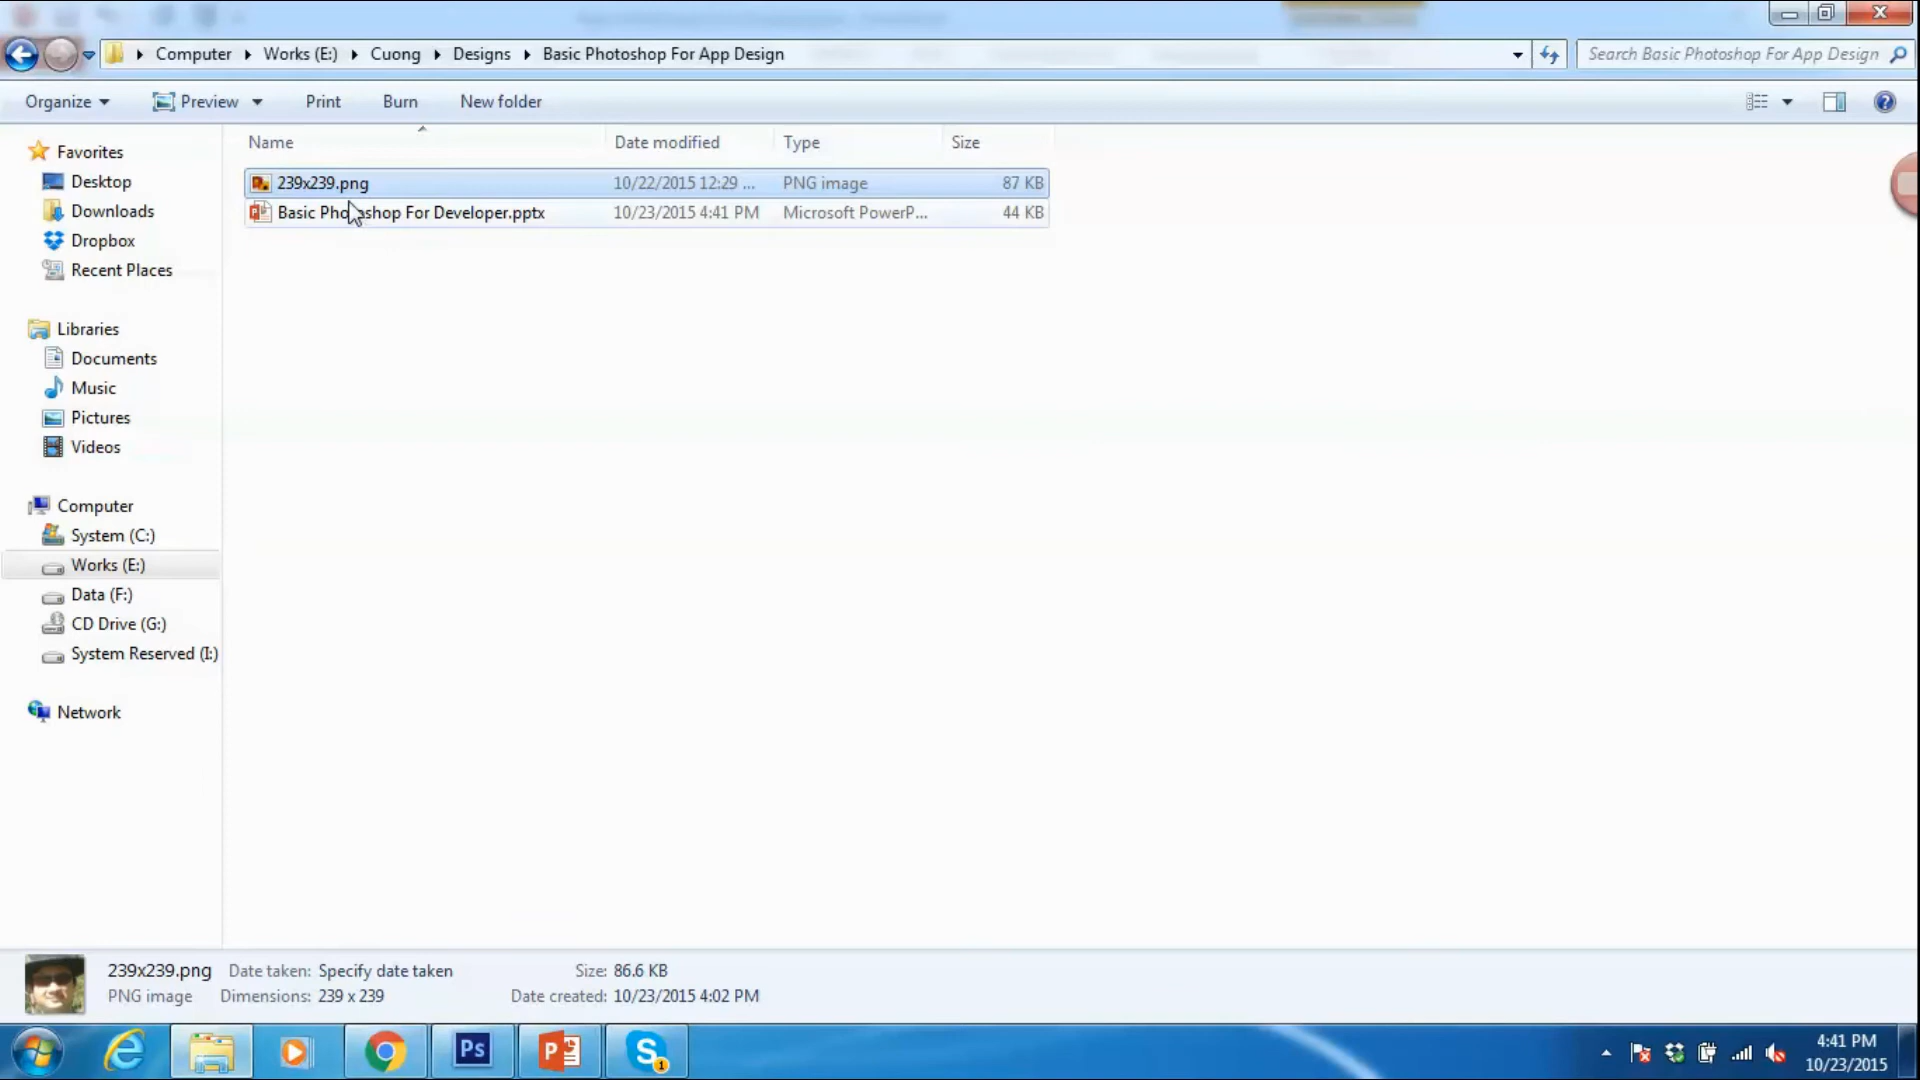 Computer Works (E:) Cuong Designs Basic Photoshop For App Design
Search Basic Photoshop For App Design
Organize Preview Print Burn New folder
Name Date modified Type Size
239x239.png 10/22/2015 12:29 ... PNG image 87 KB
Basic Photoshop For Developer.pptx 10/23/2015 4:41 PM Microsoft PowerP... 44 KB
Favorites
Desktop
Downloads
Dropbox
Recent Places
Libraries
Documents
Music
Pictures
Videos
Computer
System (C:)
Works (E:)
Data (F:)
CD Drive (G:)
System Reserved (I:)
Network
239x239.png Date taken: Specify date taken Size: 86.6 KB
PNG image Dimensions: 239 x 239 Date created: 10/23/2015 4:02 PM
Ps
P
S
1
4:41 PM
10/23/2015